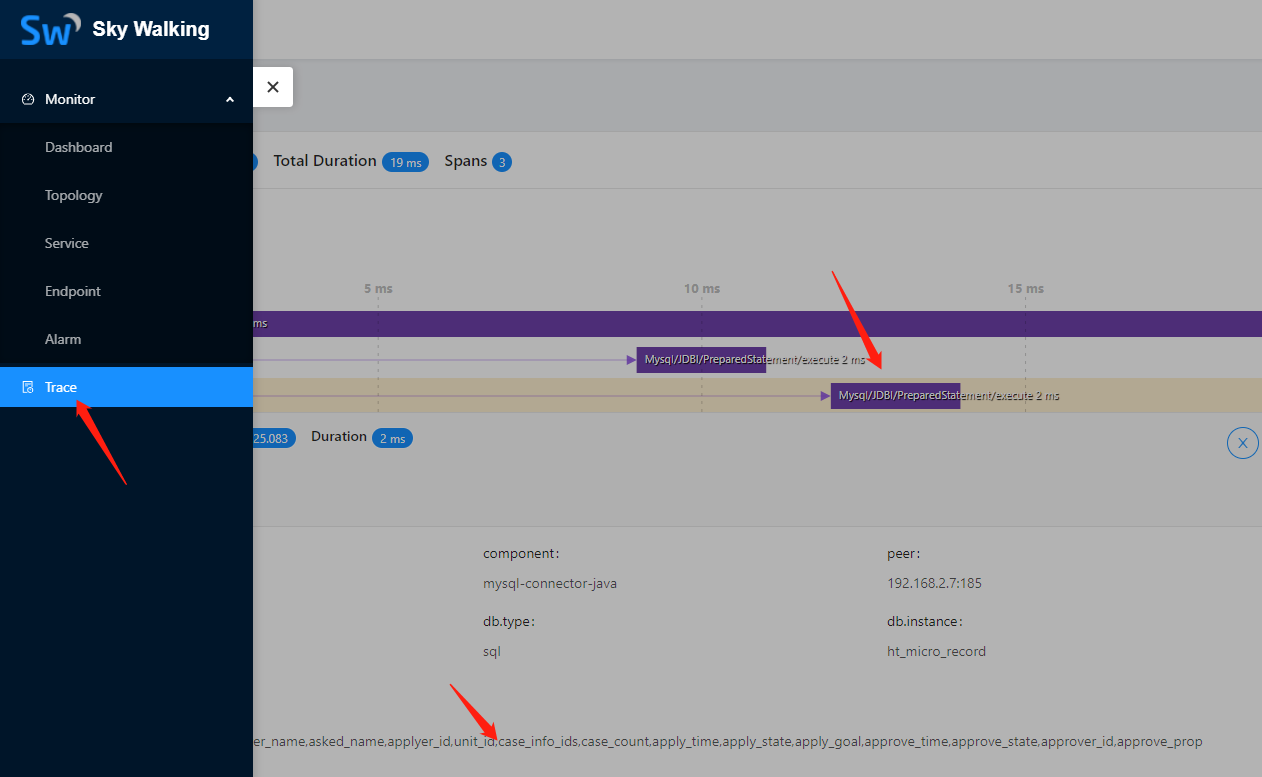 Sw Sky Walking
Monitor
Dashboard
Topology
Service
Endpoint
Alarm
Trace
Total Duration 19 ms Spans 3
5 ms 10 ms 15 ms
ms
Mysql/JDBI/PreparedStatement/execute 2 ms
Mysql/JDBI/PreparedStatement/execute 2 ms
25.083 Duration 2 ms
X
component: peer:
mysql-connector-java 192.168.2.7:185
db.type: db.instance:
sql ht_micro_record
er_name,asked_name,applyer_id,unit_id,case_info_ids,case_count,apply_time,apply_state,apply_goal,approve_time,approve_state,approver_id,approve_prop